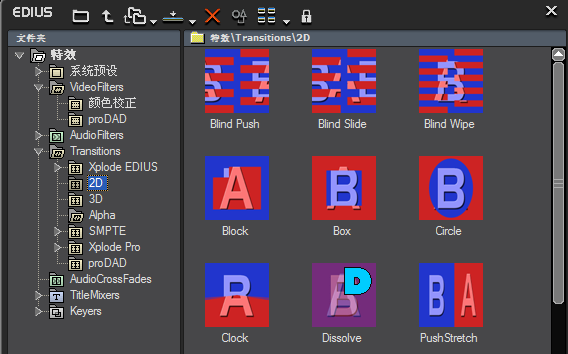 EDIUS
文件夹
特效\Transitions\2D
特效
系统预设
VideoFilters
颜色校正
proDAD
AudioFilters
Transitions
Xplode EDIUS
2D
3D
Alpha
SMPTE
Xplode Pro
proDAD
AudioCrossFades
TitleMixers
Keyers
Blind Push
Blind Slide
Blind Wipe
A
B
B
Block
Box
Circle
D
B A
Clock
Dissolve
PushStretch